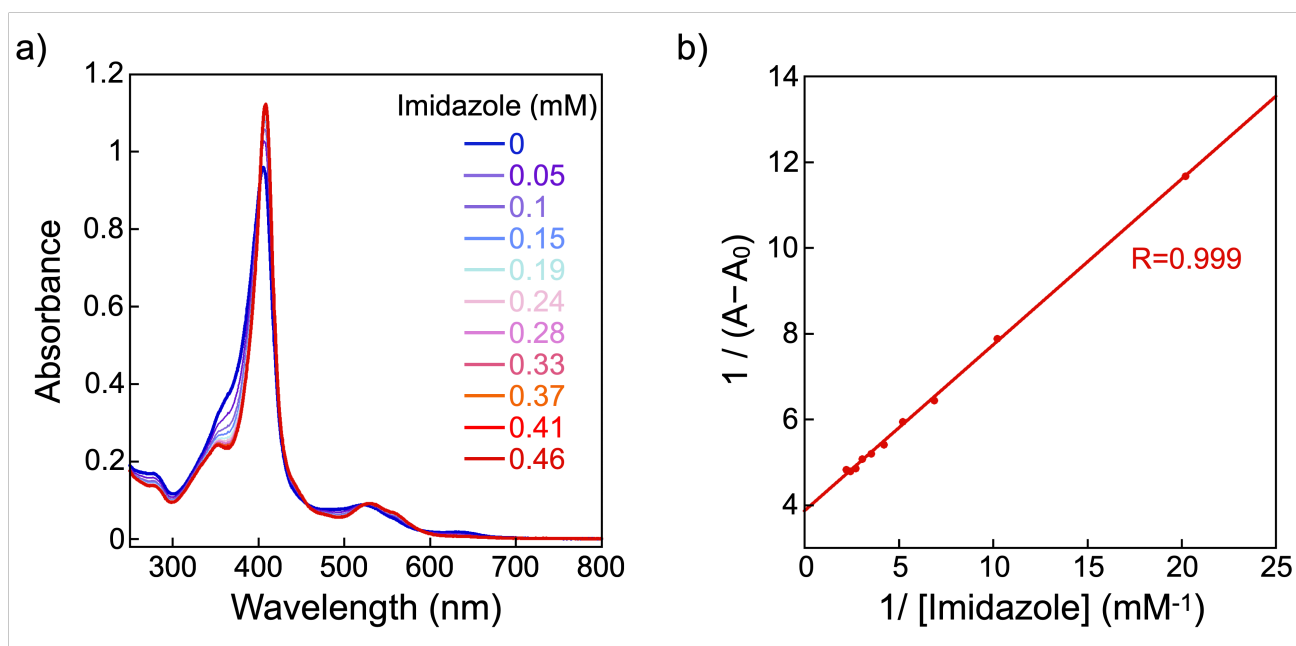 a)
Absorbance
1.2
1
0.8
0.6
0.4
0.2
0
300 400 500 600 700 800
Wavelength (nm)
Imidazole (mM)
0
0.05
0.1
0.15
0.19
0.24
0.28
0.33
0.37
0.41
0.46
b)
1 / (A−A₀)
14
12
10
8
6
4
0 5 10 15 20 25
1/ [Imidazole] (mM⁻¹)
R=0.999